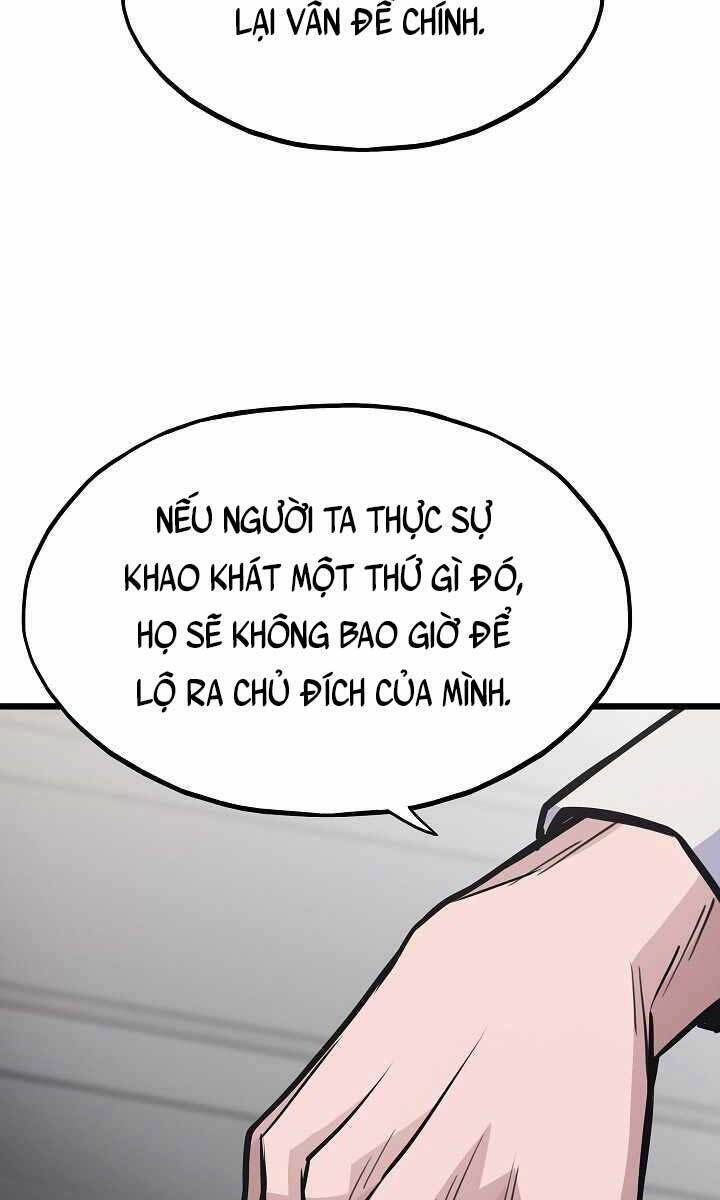 LẠI VẤN ĐỀ CHÍNH.
NẾU NGƯỜI TA THỰC SỰ
KHAO KHÁT MỘT THỨ GÌ ĐÓ,
HỌ SẼ KHÔNG BAO GIỜ ĐỂ
LỘ RA CHỦ ĐÍCH CỦA MÌNH.